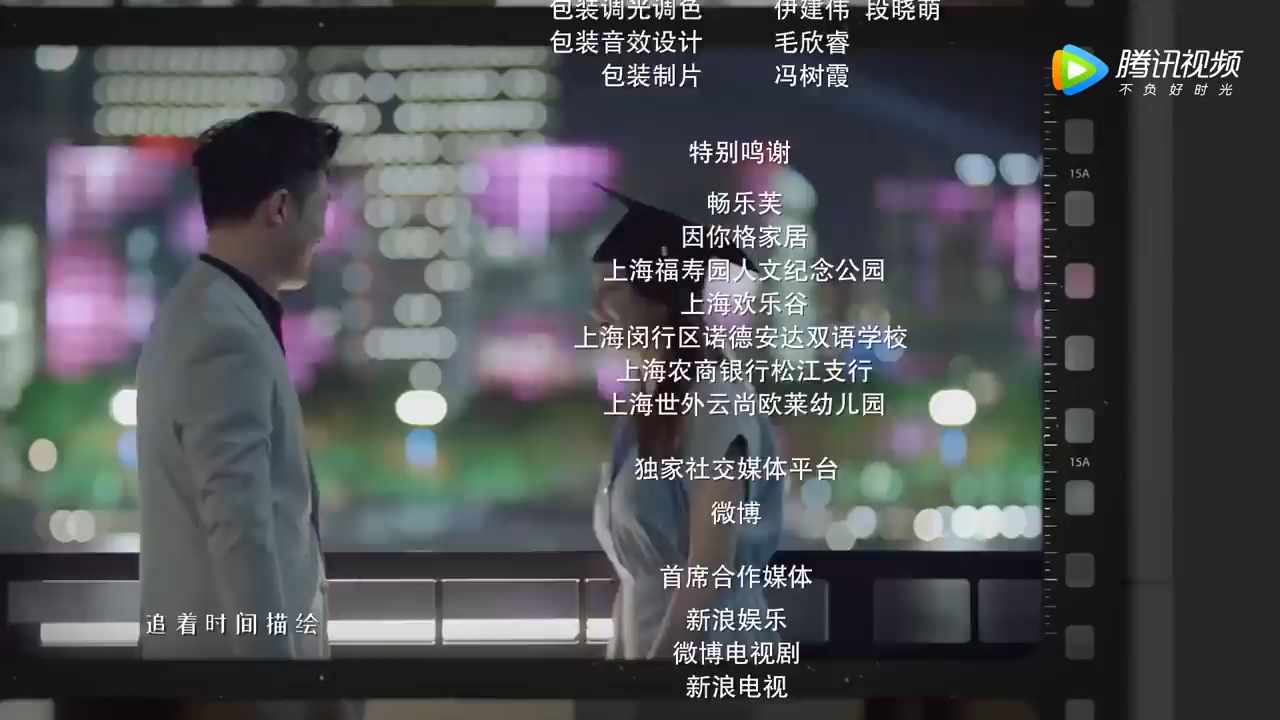 包装调光调色 伊建伟 段晓萌
包装音效设计 毛欣睿
包装制片 冯树霞
腾讯视频
不负好时光
特别鸣谢
畅乐芙
因你格家居
上海福寿园人文纪念公园
上海欢乐谷
上海闵行区诺德安达双语学校
上海农商银行松江支行
上海世外云尚欧莱幼儿园
独家社交媒体平台
微博
首席合作媒体
新浪娱乐
微博电视剧
新浪电视
追着时间描绘
15A
15A